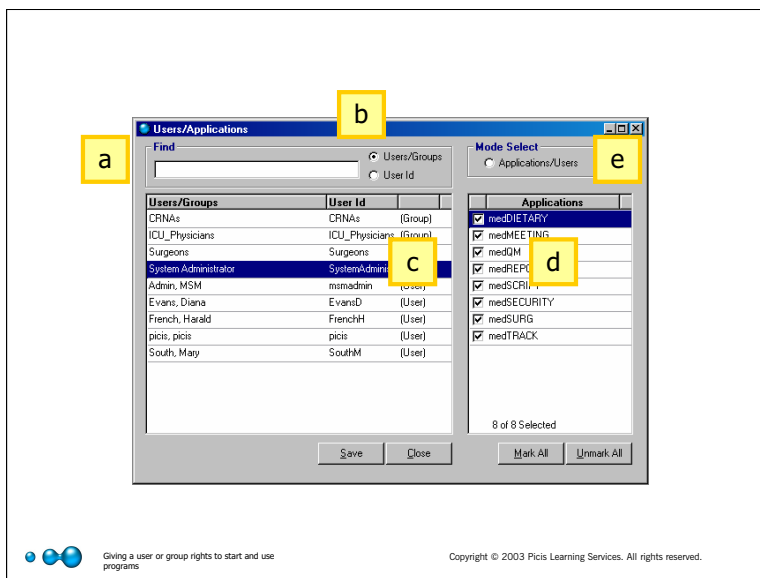 b
Users/Applications
a
Find
Users/Groups
User Id
Mode Select
Applications/Users
e
Users/Groups User Id
CRNAs CRNAs (Group)
ICU_Physicians ICU_Physicians (Group)
Surgeons Surgeons
System Administrator
Admin, MSM msmadmin (User)
Evans, Diana EvansD (User)
French, Harald FrenchH (User)
picis, picis picis (User)
South, Mary SouthM (User)
c
Applications
medDIETARY
medMEETING
medQM
medSECURITY
medSURG
medTRACK
d
8 of 8 Selected
Save Close Mark All Unmark All
Giving a user or group rights to start and use
programs
Copyright © 2003 Picis Learning Services. All rights reserved.